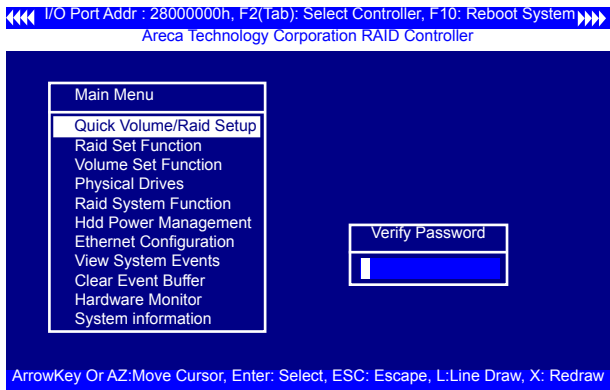 I/O Port Addr : 28000000h, F2(Tab): Select Controller, F10: Reboot System
Areca Technology Corporation RAID Controller
Main Menu
Quick Volume/Raid Setup
Raid Set Function
Volume Set Function
Physical Drives
Raid System Function
Hdd Power Management
Ethernet Configuration
View System Events
Clear Event Buffer
Hardware Monitor
System information
Verify Password
ArrowKey Or AZ:Move Cursor, Enter: Select, ESC: Escape, L:Line Draw, X: Redraw